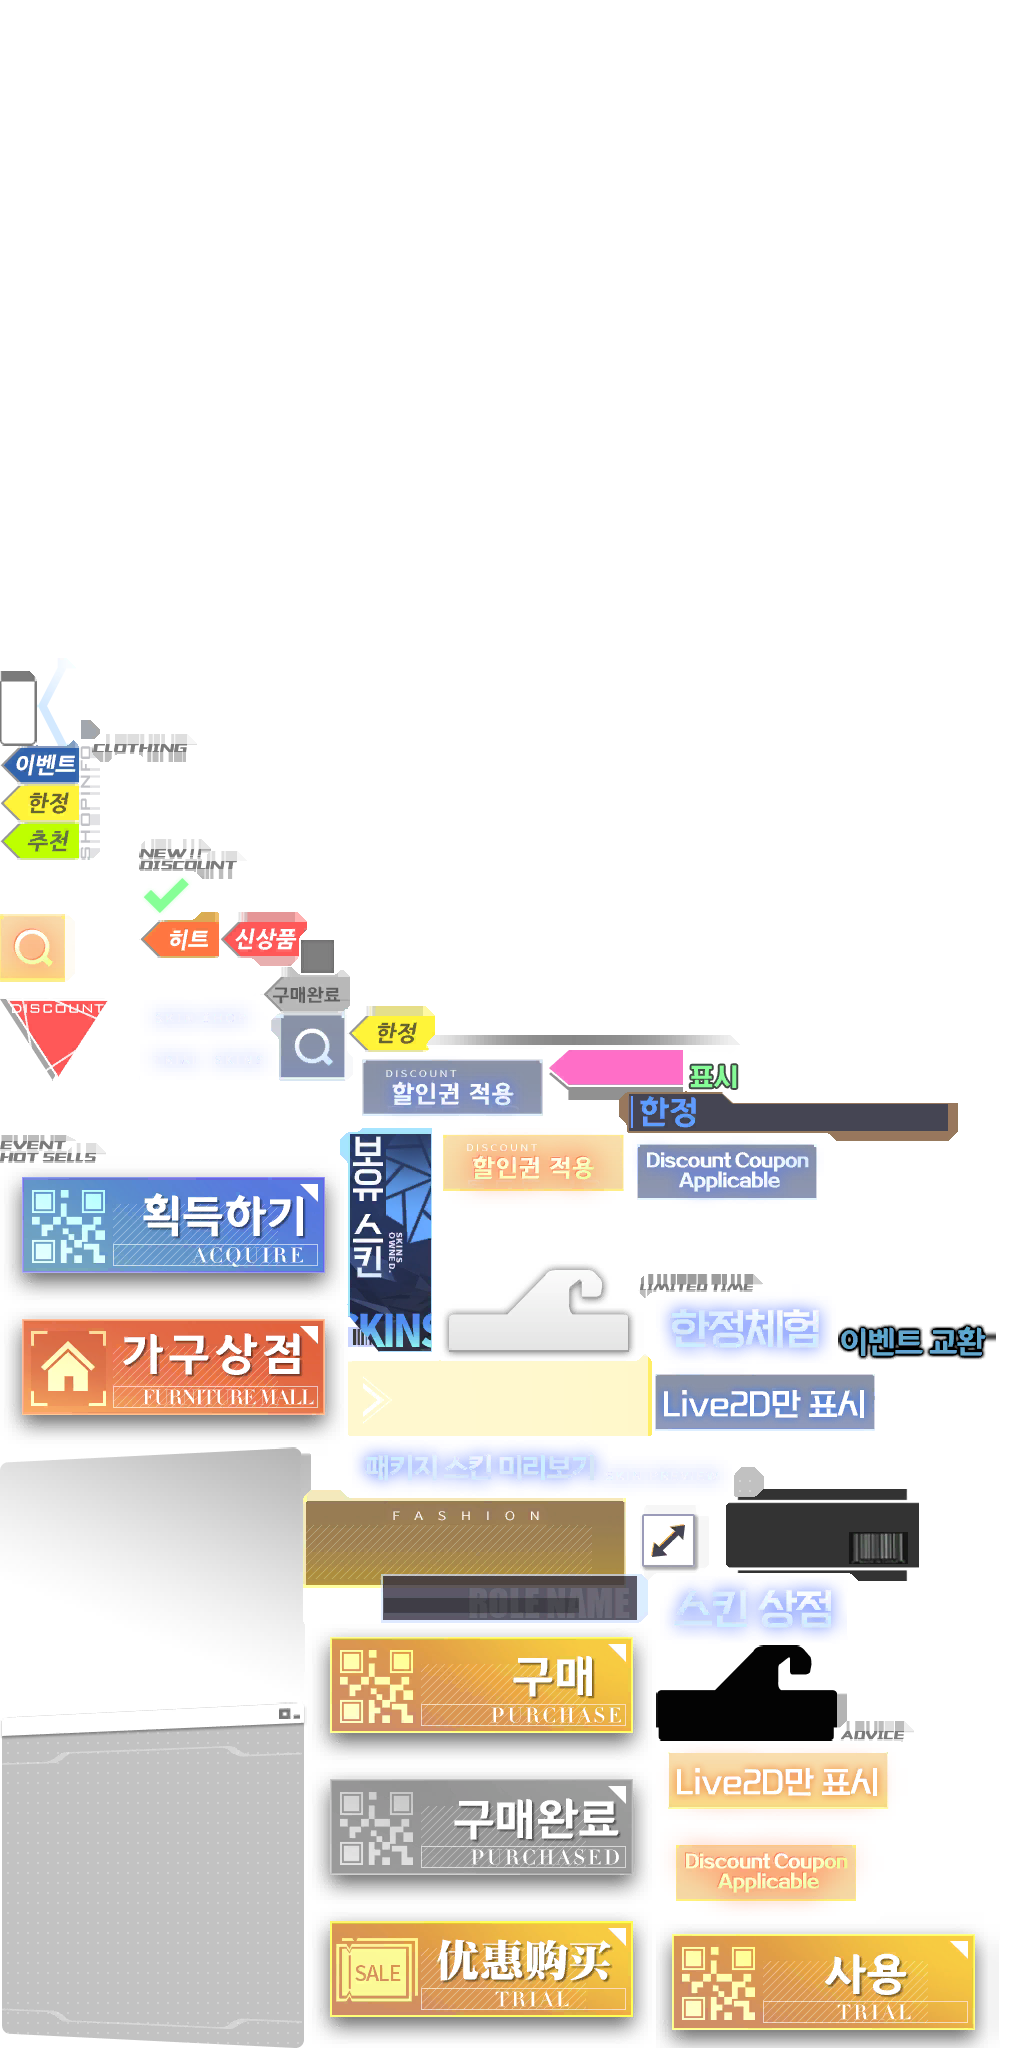 CLOTHING
이벤트
한정
추천
SHOPINFO
NEW!!
DISCOUNT
히트
신상품
구매완료
DISCOUNT
한정
DISCOUNT
할인권 적용
표시
한정
EVENT
HOT SELLS
보유 스킨
SKINS
OWNED.
SKINS
DISCOUNT
할인권 적용
Discount Coupon
Applicable
획득하기
ACQUIRE
LIMITED TIME
한정체험
이벤트 교환
가구상점
FURNITURE MALL
Live2D만 표시
패키지 스킨 미리보기
FASHION
ROLE NAME
스킨 상점
구매
PURCHASE
ADVICE
Live2D만 표시
구매완료
PURCHASED
Discount Coupon
Applicable
SALE
优惠购买
TRIAL
사용
TRIAL